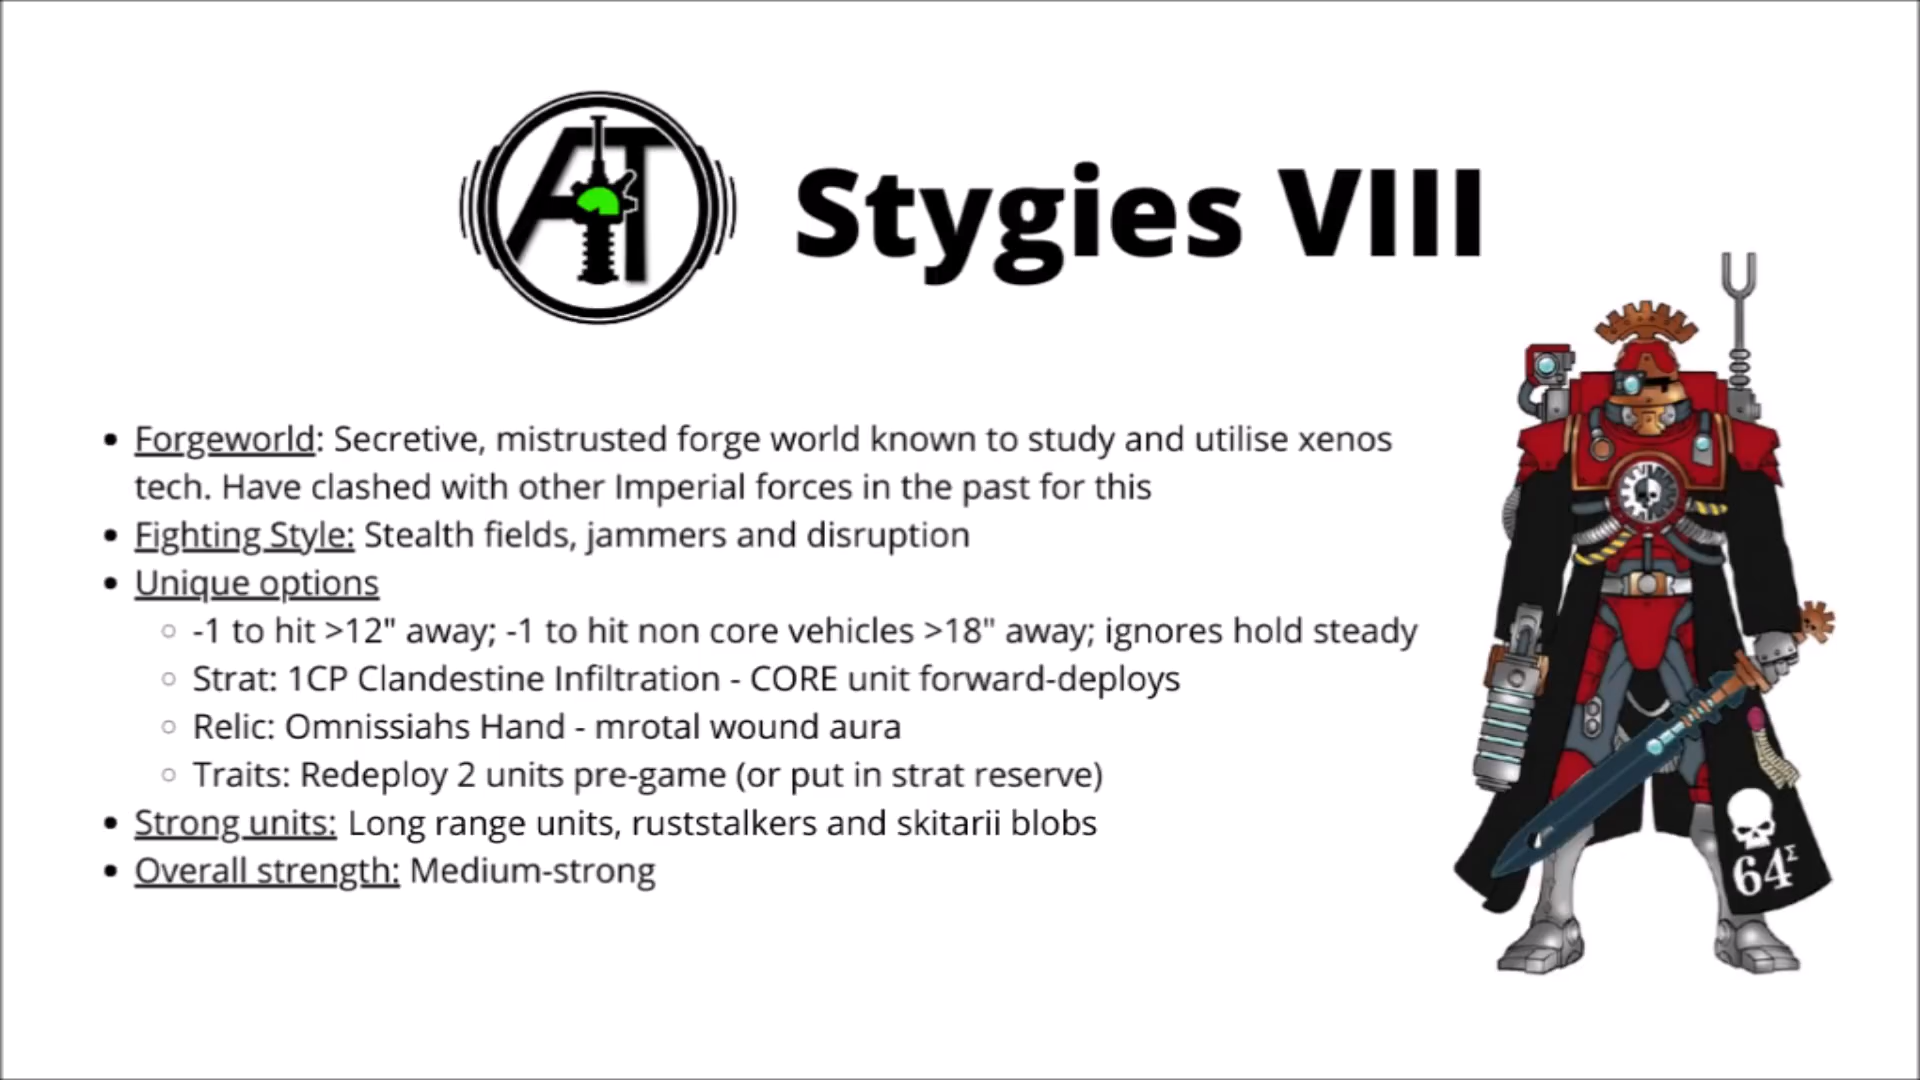 AT
Stygies VIII
• Forgeworld: Secretive, mistrusted forge world known to study and utilise xenos
tech. Have clashed with other Imperial forces in the past for this
• Fighting Style: Stealth fields, jammers and disruption
• Unique options
○ -1 to hit >12" away; -1 to hit non core vehicles >18" away; ignores hold steady
○ Strat: 1CP Clandestine Infiltration - CORE unit forward-deploys
○ Relic: Omnissiahs Hand - mrotal wound aura
○ Traits: Redeploy 2 units pre-game (or put in strat reserve)
• Strong units: Long range units, ruststalkers and skitarii blobs
• Overall strength: Medium-strong
64Σ